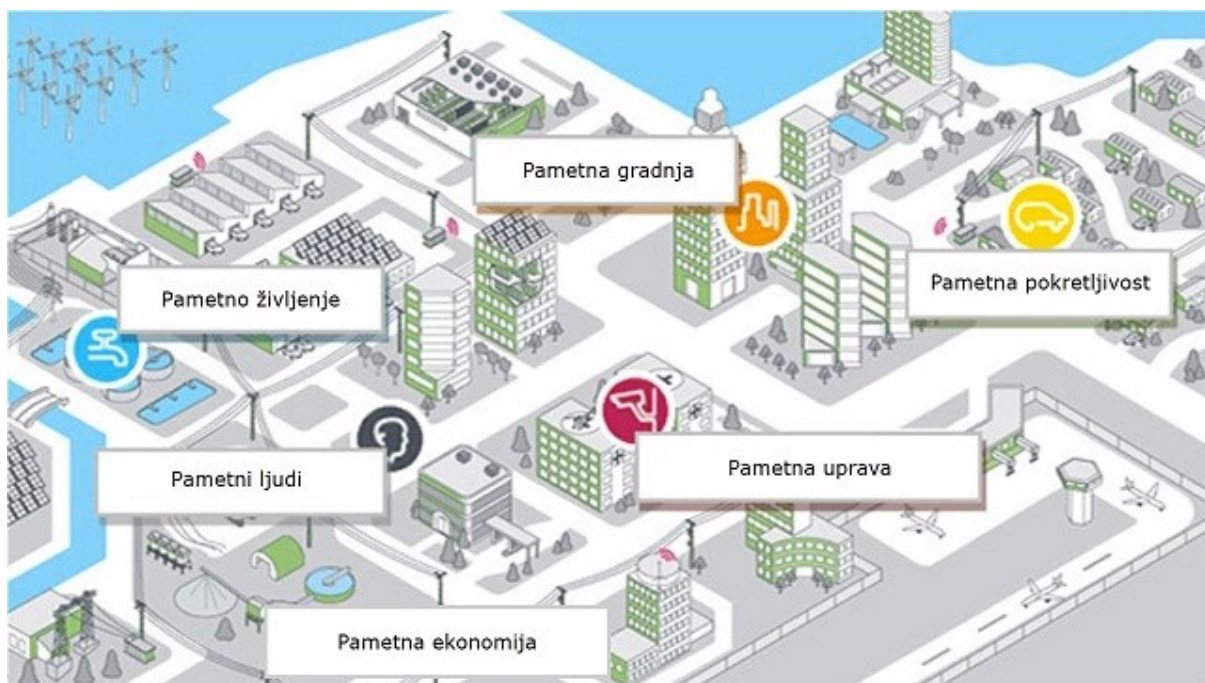 Pametna gradnja
Pametno življenje
Pametna pokretljivost
Pametni ljudi
Pametna uprava
Pametna ekonomija